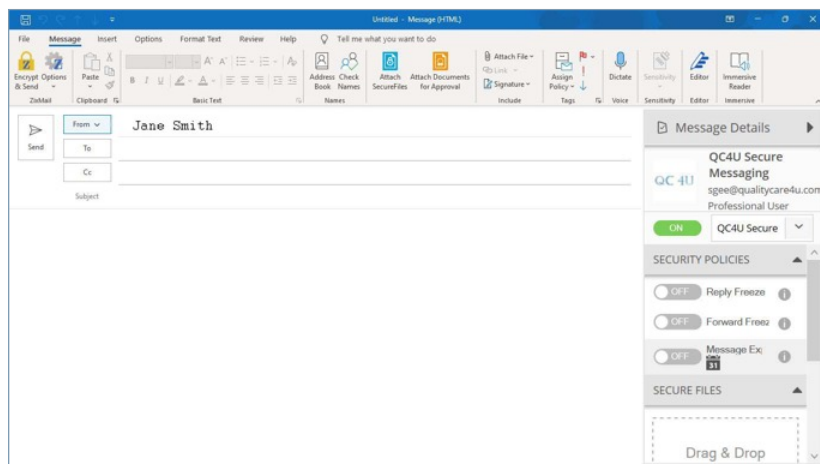 Untitled - Message (HTML)
File Message Insert Options Format Text Review Help Tell me what you want to do
Encrypt & Send
Options
Paste
Address Book
Check Names
Attach SecureFiles
Attach Documents for Approval
Attach File
Link
Signature
Assign Policy
Dictate
Sensitivity
Editor
Immersive Reader
ZixMail Clipboard Basic Text Names Include Tags Voice Sensitivity Editor Immersive
Send
From Jane Smith
To
Cc
Subject
Message Details
QC 4U
QC4U Secure Messaging
sgee@qualitycare4u.com
Professional User
ON QC4U Secure
SECURITY POLICIES
OFF Reply Freeze
OFF Forward Freez
OFF Message Ex
31
SECURE FILES
Drag & Drop